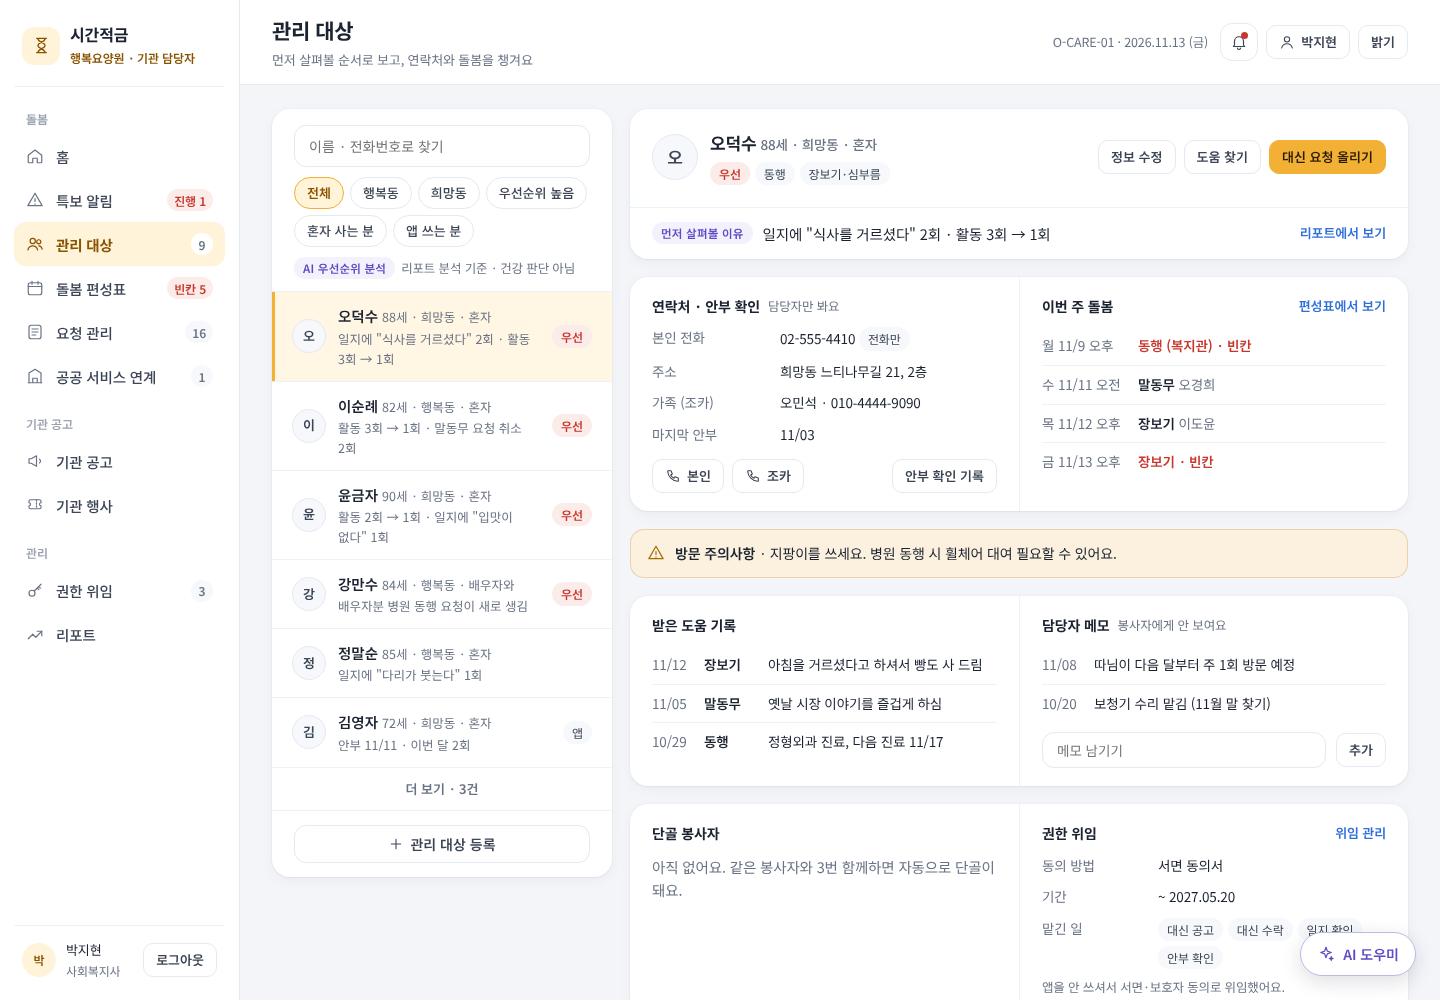 시간적금
행복요양원 · 기관 담당자
돌봄
홈
특보 알림 진행 1
관리 대상 9
돌봄 편성표 빈칸 5
요청 관리 16
공공 서비스 연계 1
기관 공고
기관 공고
기관 행사
관리
권한 위임 3
리포트
박 박지현
사회복지사
로그아웃
관리 대상
먼저 살펴볼 순서로 보고, 연락처와 돌봄을 챙겨요
O-CARE-01 · 2026.11.13 (금)
박지현
밝기
이름 · 전화번호로 찾기
전체 행복동 희망동 우선순위 높음
혼자 사는 분 앱 쓰는 분
AI 우선순위 분석 리포트 분석 기준 · 건강 판단 아님
오 오덕수 88세 · 희망동 · 혼자
일지에 "식사를 거르셨다" 2회 · 활동
3회 → 1회
우선
이 이순례 82세 · 행복동 · 혼자
활동 3회 → 1회 · 말동무 요청 취소
2회
우선
윤 윤금자 90세 · 희망동 · 혼자
활동 2회 → 1회 · 일지에 "입맛이
없다" 1회
우선
강 강만수 84세 · 행복동 · 배우자와
배우자분 병원 동행 요청이 새로 생김
우선
정 정말순 85세 · 행복동 · 혼자
일지에 "다리가 붓는다" 1회
김 김영자 72세 · 희망동 · 혼자
안부 11/11 · 이번 달 2회
앱
더 보기 · 3건
관리 대상 등록
오 오덕수 88세 · 희망동 · 혼자
우선 동행 장보기·심부름
정보 수정 도움 찾기 대신 요청 올리기
먼저 살펴볼 이유 일지에 "식사를 거르셨다" 2회 · 활동 3회 → 1회 리포트에서 보기
연락처 · 안부 확인 담당자만 봐요
본인 전화 02-555-4410 전화만
주소 희망동 느티나무길 21, 2층
가족 (조카) 오민석 · 010-4444-9090
마지막 안부 11/03
본인 조카 안부 확인 기록
이번 주 돌봄 편성표에서 보기
월 11/9 오후 동행 (복지관) · 빈칸
수 11/11 오전 말동무 오경희
목 11/12 오후 장보기 이도윤
금 11/13 오후 장보기 · 빈칸
방문 주의사항 · 지팡이를 쓰세요. 병원 동행 시 휠체어 대여 필요할 수 있어요.
받은 도움 기록
11/12 장보기 아침을 거르셨다고 하셔서 빵도 사 드림
11/05 말동무 옛날 시장 이야기를 즐겁게 하심
10/29 동행 정형외과 진료, 다음 진료 11/17
담당자 메모 봉사자에게 안 보여요
11/08 따님이 다음 달부터 주 1회 방문 예정
10/20 보청기 수리 맡김 (11월 말 찾기)
메모 남기기 추가
단골 봉사자
아직 없어요. 같은 봉사자와 3번 함께하면 자동으로 단골이
돼요.
권한 위임 위임 관리
동의 방법 서면 동의서
기간 ~ 2027.05.20
맡긴 일 대신 공고 대신 수락 일지 확인
안부 확인
앱을 안 쓰셔서 서면·보호자 동의로 위임했어요.
AI 도우미